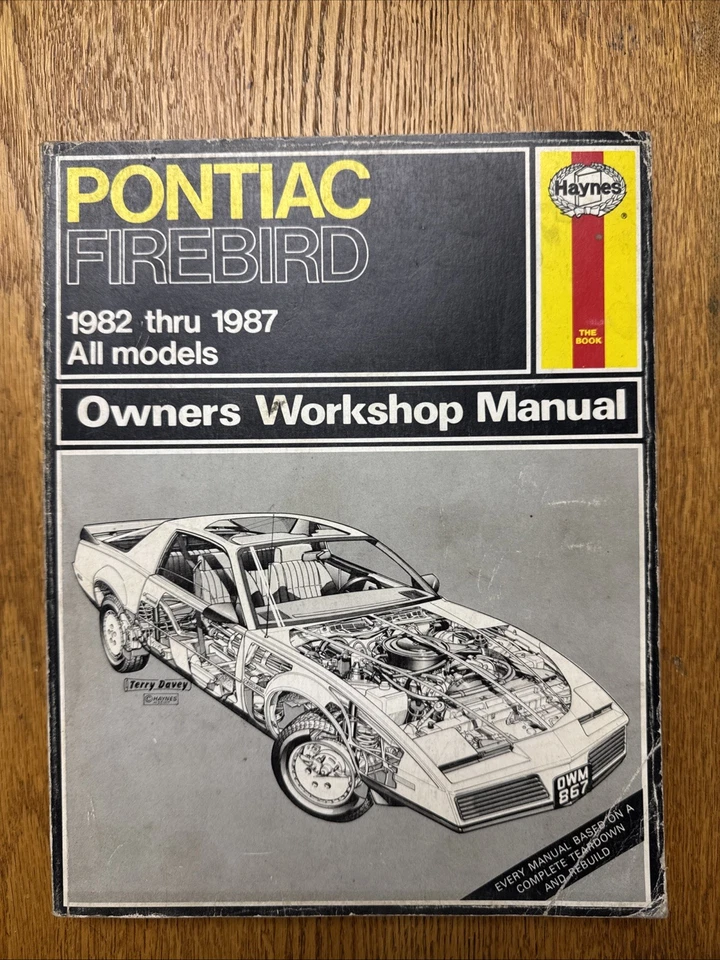 PONTIAC
FIREBIRD
1982 thru 1987
All models
Haynes
®
THE
BOOK
Owners Workshop Manual
Terry Davey
© HAYNES
OWM
867
EVERY MANUAL BASED ON A
COMPLETE TEARDOWN
AND REBUILD